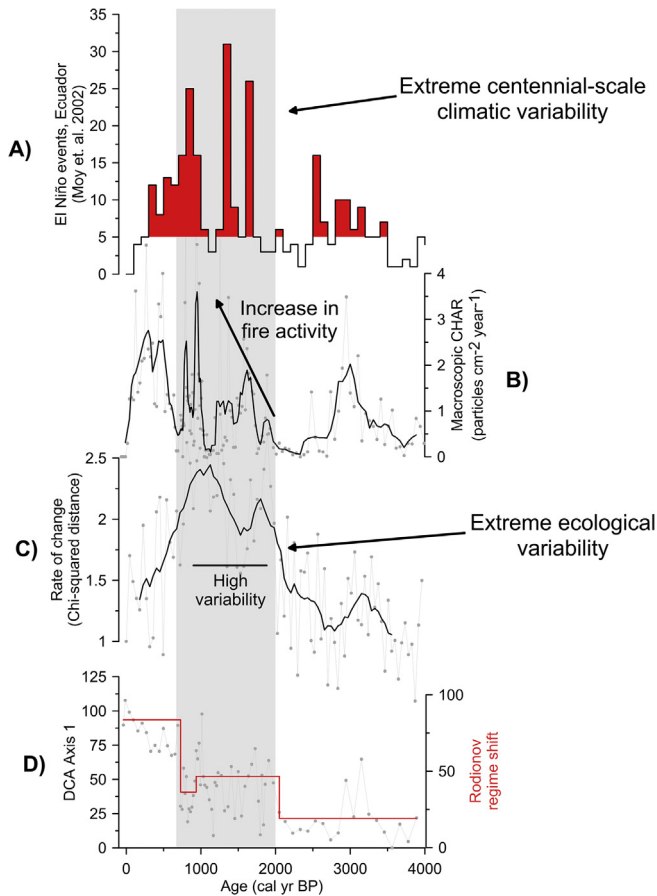 A)
El Niño events, Ecuador
(Moy et. al. 2002)
35
30
25
20
15
10
5
0
Extreme centennial-scale
climatic variability
B)
Increase in
fire activity
4
3
2
1
0
Macroscopic CHAR
(particles cm-2 year-1)
C)
Rate of change
(Chi-squared distance)
2.5
2
1.5
1
High
variability
Extreme ecological
variability
D)
DCA Axis 1
125
100
75
50
25
0
100
50
0
Rodionov
regime shift
0
1000
2000
3000
4000
Age (cal yr BP)